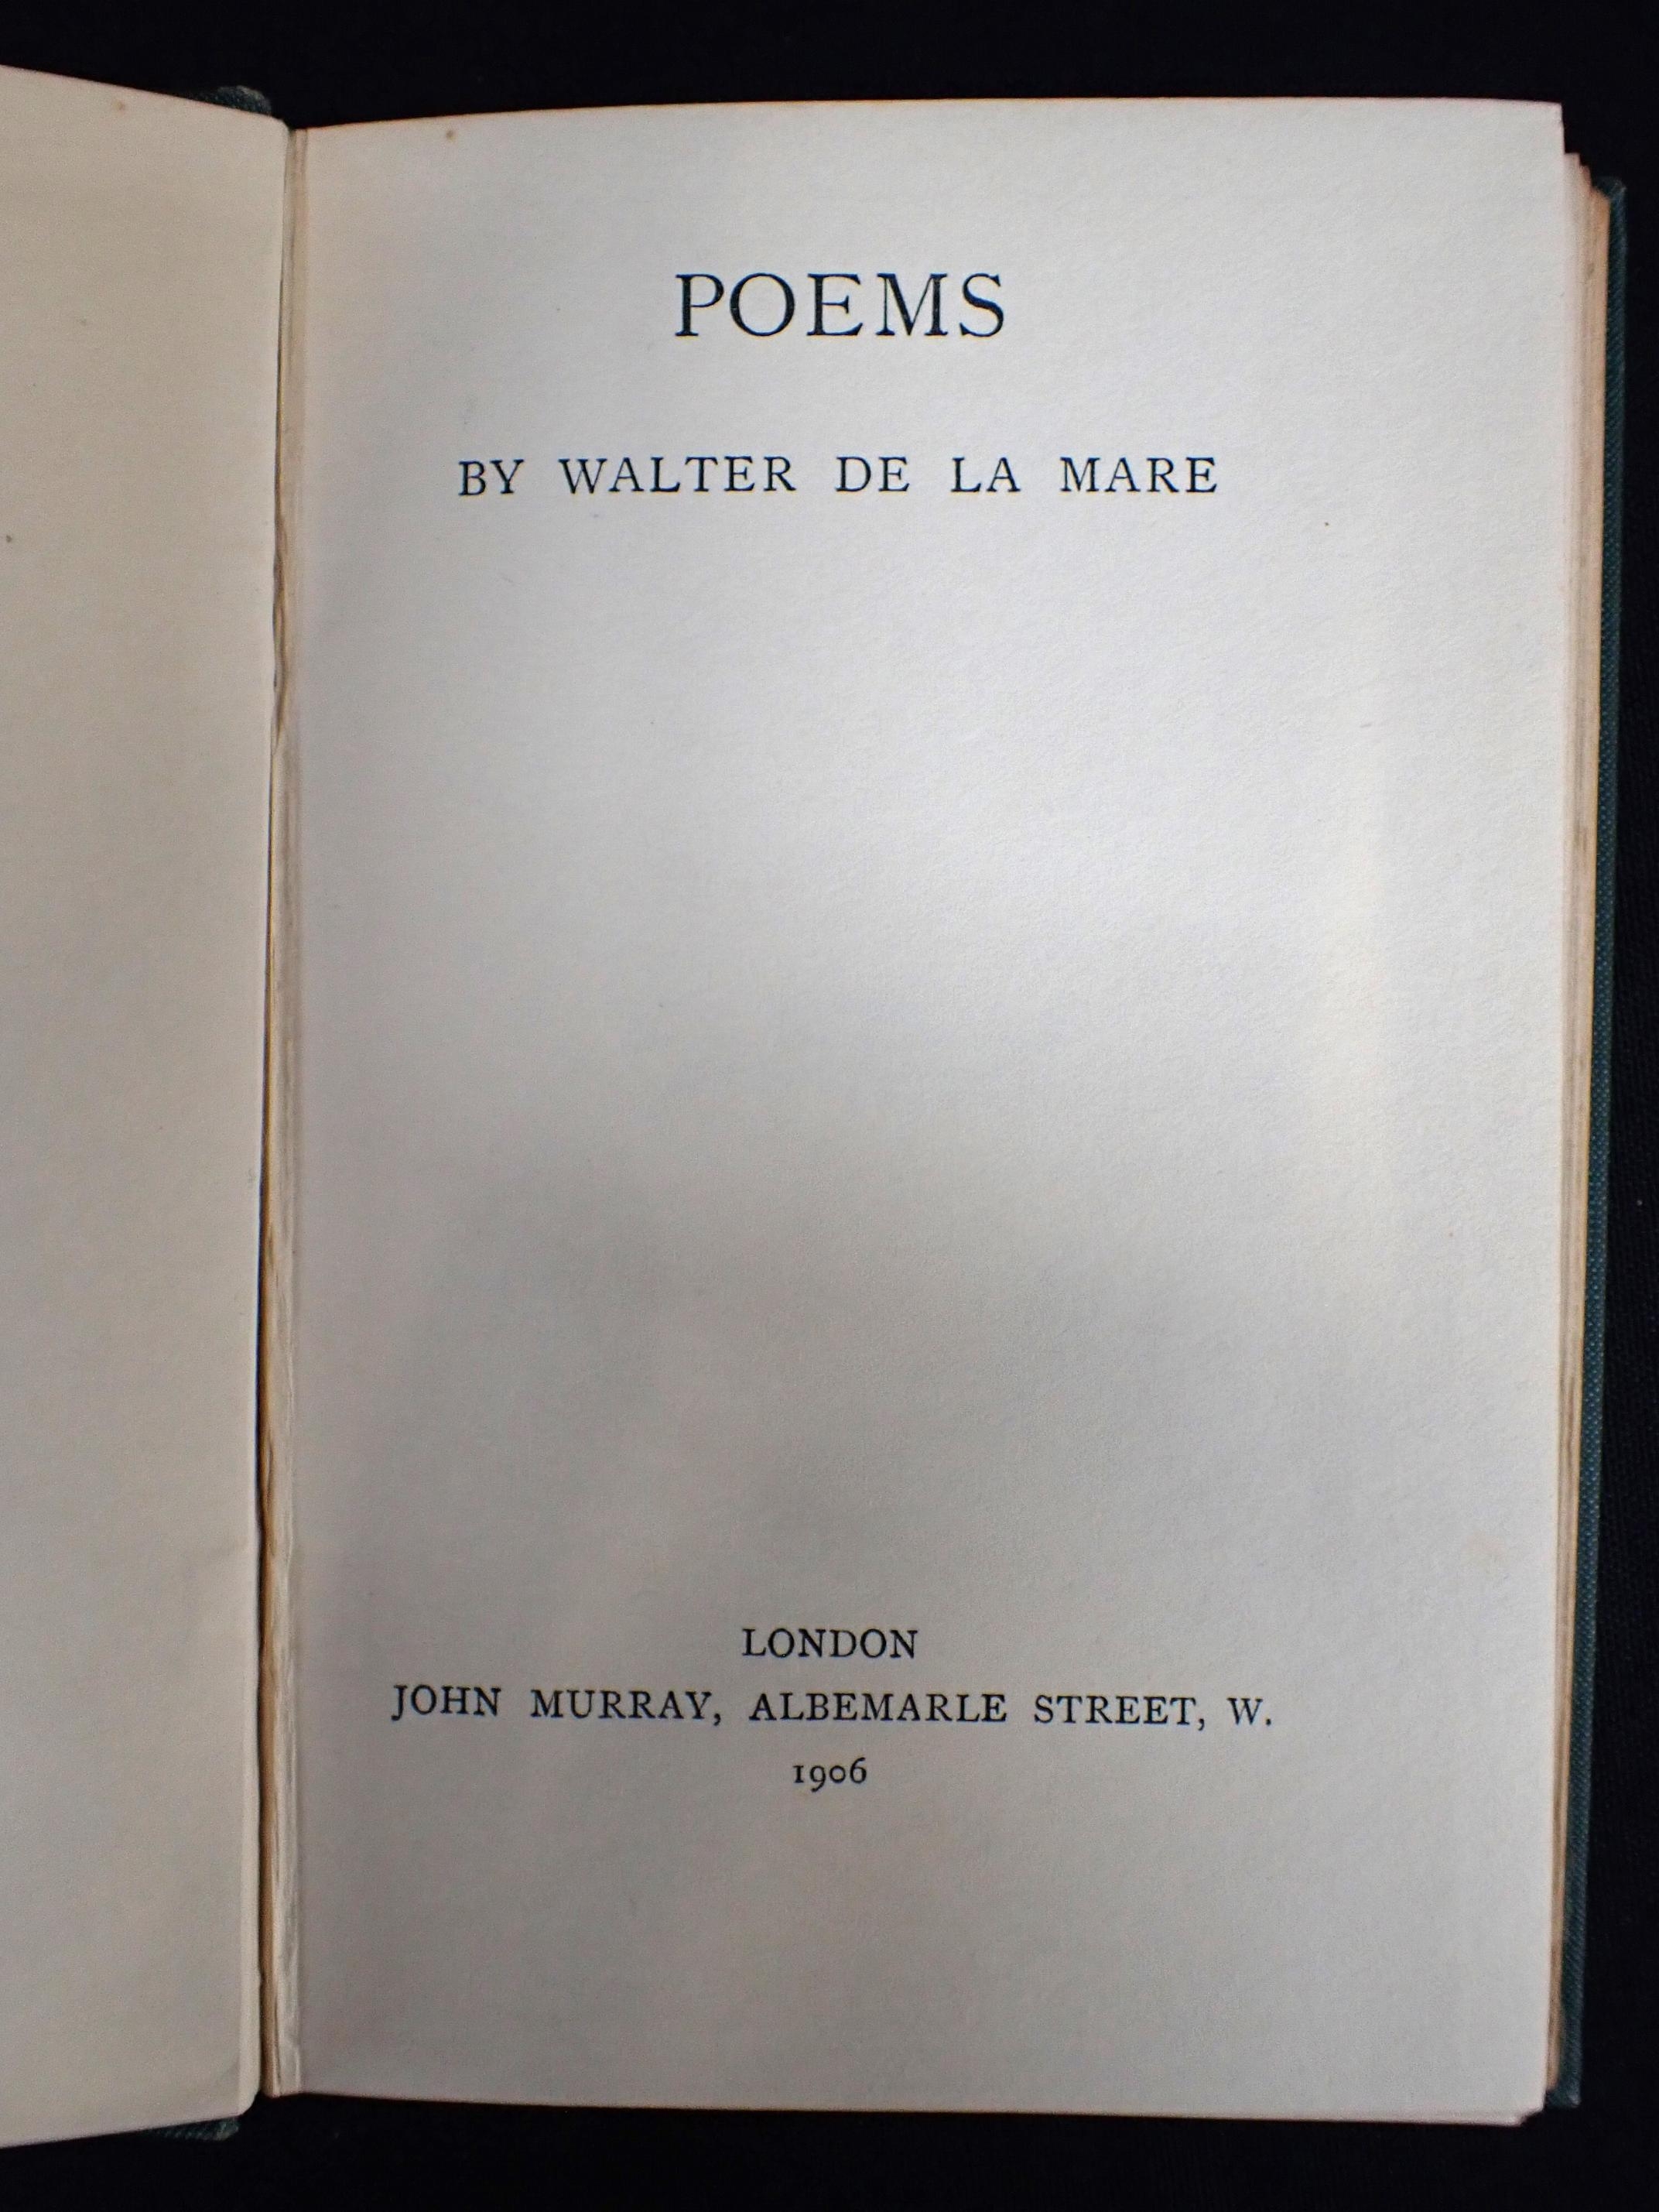 POEMS
BY WALTER DE LA MARE
LONDON
JOHN MURRAY, ALBEMARLE STREET, W.
1906